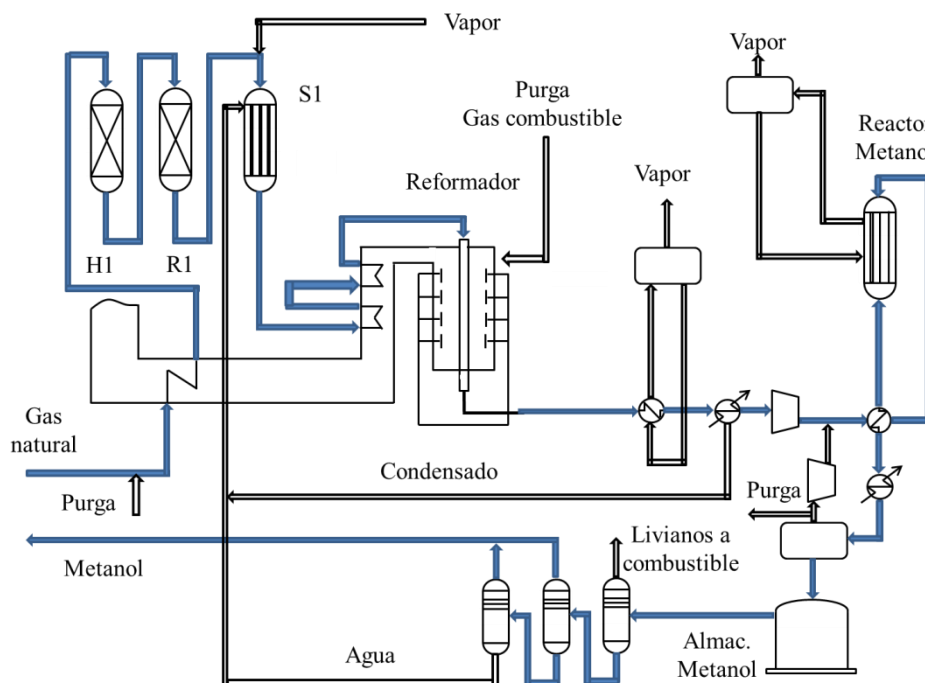 Vapor
S1
Purga
Gas combustible
Vapor
Reactor
Metanol
Reformador
Vapor
H1
R1
Gas
natural
Purga
Condensado
Purga
Metanol
Livianos a
combustible
Agua
Almac.
Metanol